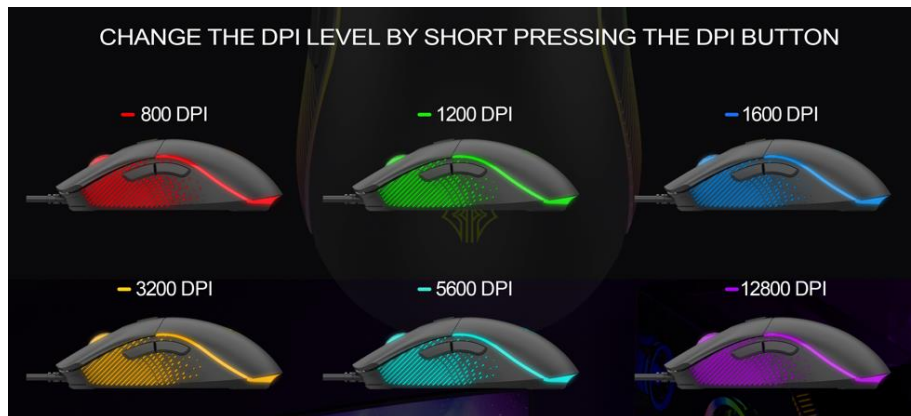 CHANGE THE DPI LEVEL BY SHORT PRESSING THE DPI BUTTON
800 DPI
1200 DPI
1600 DPI
3200 DPI
5600 DPI
12800 DPI